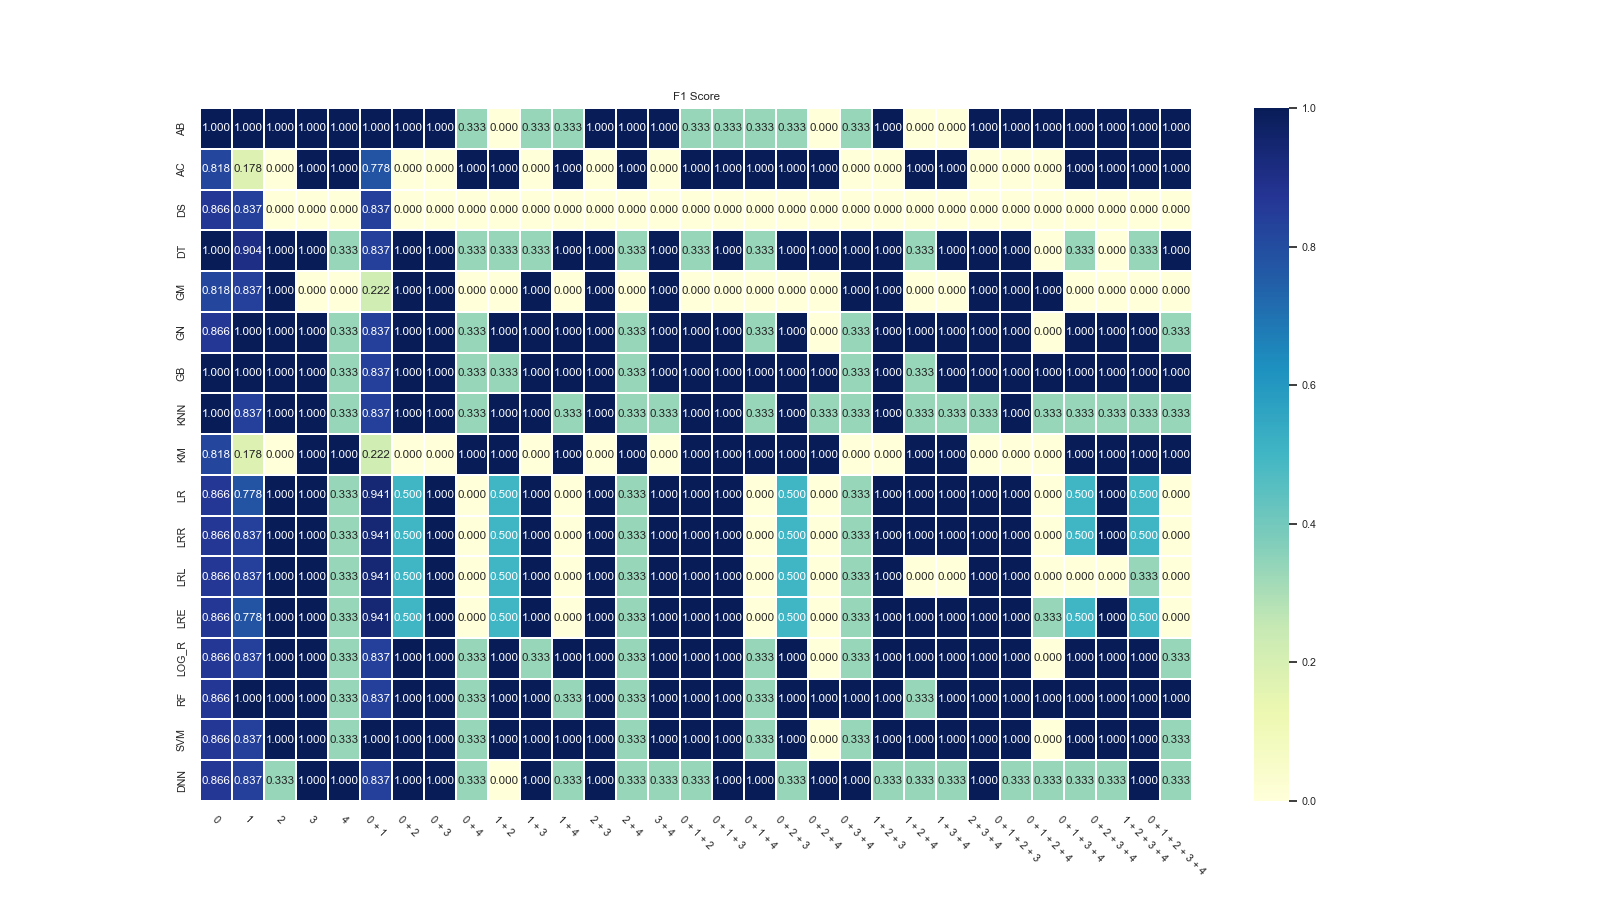 F1 Score
AB 1.000 1.000 1.000 1.000 1.000 1.000 1.000 1.000 0.333 0.000 0.333 0.333 1.000 1.000 1.000 0.333 0.333 0.333 0.333 0.000 0.333 1.000 0.000 0.000 1.000 1.000 1.000 1.000 1.000 1.000 1.000
AC 0.818 0.178 0.000 1.000 1.000 0.778 0.000 0.000 1.000 1.000 0.000 1.000 0.000 1.000 0.000 1.000 1.000 1.000 1.000 1.000 0.000 0.000 1.000 1.000 0.000 0.000 0.000 1.000 1.000 1.000 1.000
DS 0.866 0.837 0.000 0.000 0.000 0.837 0.000 0.000 0.000 0.000 0.000 0.000 0.000 0.000 0.000 0.000 0.000 0.000 0.000 0.000 0.000 0.000 0.000 0.000 0.000 0.000 0.000 0.000 0.000 0.000 0.000
DT 1.000 0.904 1.000 1.000 0.333 0.837 1.000 1.000 0.333 0.333 0.333 1.000 1.000 0.333 1.000 0.333 1.000 0.333 1.000 1.000 1.000 1.000 0.333 1.000 1.000 1.000 0.000 0.333 0.000 0.333 1.000
GM 0.818 0.837 1.000 0.000 0.000 0.222 1.000 1.000 0.000 0.000 1.000 0.000 1.000 0.000 1.000 0.000 0.000 0.000 0.000 0.000 1.000 1.000 0.000 0.000 1.000 1.000 1.000 0.000 0.000 0.000 0.000
GN 0.866 1.000 1.000 1.000 0.333 0.837 1.000 1.000 0.333 1.000 1.000 1.000 1.000 0.333 1.000 1.000 1.000 0.333 1.000 0.000 0.333 1.000 1.000 1.000 1.000 1.000 0.000 1.000 1.000 1.000 0.333
GB 1.000 1.000 1.000 1.000 0.333 0.837 1.000 1.000 0.333 0.333 1.000 1.000 1.000 0.333 1.000 1.000 1.000 1.000 1.000 1.000 0.333 1.000 0.333 1.000 1.000 1.000 1.000 1.000 1.000 1.000 1.000
KNN 1.000 0.837 1.000 1.000 0.333 0.837 1.000 1.000 0.333 1.000 1.000 0.333 1.000 0.333 0.333 1.000 1.000 0.333 1.000 0.333 0.333 1.000 0.333 0.333 0.333 1.000 0.333 0.333 0.333 0.333 0.333
KM 0.818 0.178 0.000 1.000 1.000 0.222 0.000 0.000 1.000 1.000 0.000 1.000 0.000 1.000 0.000 1.000 1.000 1.000 1.000 1.000 0.000 0.000 1.000 1.000 0.000 0.000 0.000 1.000 1.000 1.000 1.000
LR 0.866 0.778 1.000 1.000 0.333 0.941 0.500 1.000 0.000 0.500 1.000 0.000 1.000 0.333 1.000 1.000 1.000 0.000 0.500 0.000 0.333 1.000 1.000 1.000 1.000 1.000 0.000 0.500 1.000 0.500 0.000
LRR 0.866 0.837 1.000 1.000 0.333 0.941 0.500 1.000 0.000 0.500 1.000 0.000 1.000 0.333 1.000 1.000 1.000 0.000 0.500 0.000 0.333 1.000 1.000 1.000 1.000 1.000 0.000 0.500 1.000 0.500 0.000
LRL 0.866 0.837 1.000 1.000 0.333 0.941 0.500 1.000 0.000 0.500 1.000 0.000 1.000 0.333 1.000 1.000 1.000 0.000 0.500 0.000 0.333 1.000 0.000 0.000 1.000 1.000 0.000 0.000 0.000 0.333 0.000
LRE 0.866 0.778 1.000 1.000 0.333 0.941 0.500 1.000 0.000 0.500 1.000 0.000 1.000 0.333 1.000 1.000 1.000 0.000 0.500 0.000 0.333 1.000 1.000 1.000 1.000 1.000 0.333 0.500 1.000 0.500 0.000
LOG_R 0.866 0.837 1.000 1.000 0.333 0.837 1.000 1.000 0.333 1.000 0.333 1.000 1.000 0.333 1.000 1.000 1.000 0.333 1.000 0.000 0.333 1.000 1.000 1.000 1.000 1.000 0.000 1.000 1.000 1.000 0.333
RF 0.866 1.000 1.000 1.000 0.333 0.837 1.000 1.000 0.333 1.000 1.000 0.333 1.000 0.333 1.000 1.000 1.000 0.333 1.000 1.000 1.000 1.000 0.333 1.000 1.000 1.000 1.000 1.000 1.000 1.000 1.000
SVM 0.866 0.837 1.000 1.000 0.333 1.000 1.000 1.000 0.333 1.000 1.000 1.000 1.000 0.333 1.000 1.000 1.000 0.333 1.000 0.000 0.333 1.000 1.000 1.000 1.000 1.000 0.000 1.000 1.000 1.000 0.333
DNN 0.866 0.837 0.333 1.000 1.000 0.837 1.000 1.000 0.333 0.000 1.000 0.333 1.000 0.333 0.333 0.333 1.000 1.000 0.333 1.000 1.000 0.333 0.333 0.333 1.000 0.333 0.333 0.333 0.333 1.000 0.333
0
1
2
3
4
0 + 1
0 + 2
0 + 3
0 + 4
1 + 2
1 + 3
1 + 4
2 + 3
2 + 4
3 + 4
0 + 1 + 2
0 + 1 + 3
0 + 1 + 4
0 + 2 + 3
0 + 2 + 4
0 + 3 + 4
1 + 2 + 3
1 + 2 + 4
1 + 3 + 4
2 + 3 + 4
0 + 1 + 2 + 3
0 + 1 + 2 + 4
0 + 1 + 3 + 4
0 + 2 + 3 + 4
1 + 2 + 3 + 4
0 + 1 + 2 + 3 + 4
1.0
0.8
0.6
0.4
0.2
0.0